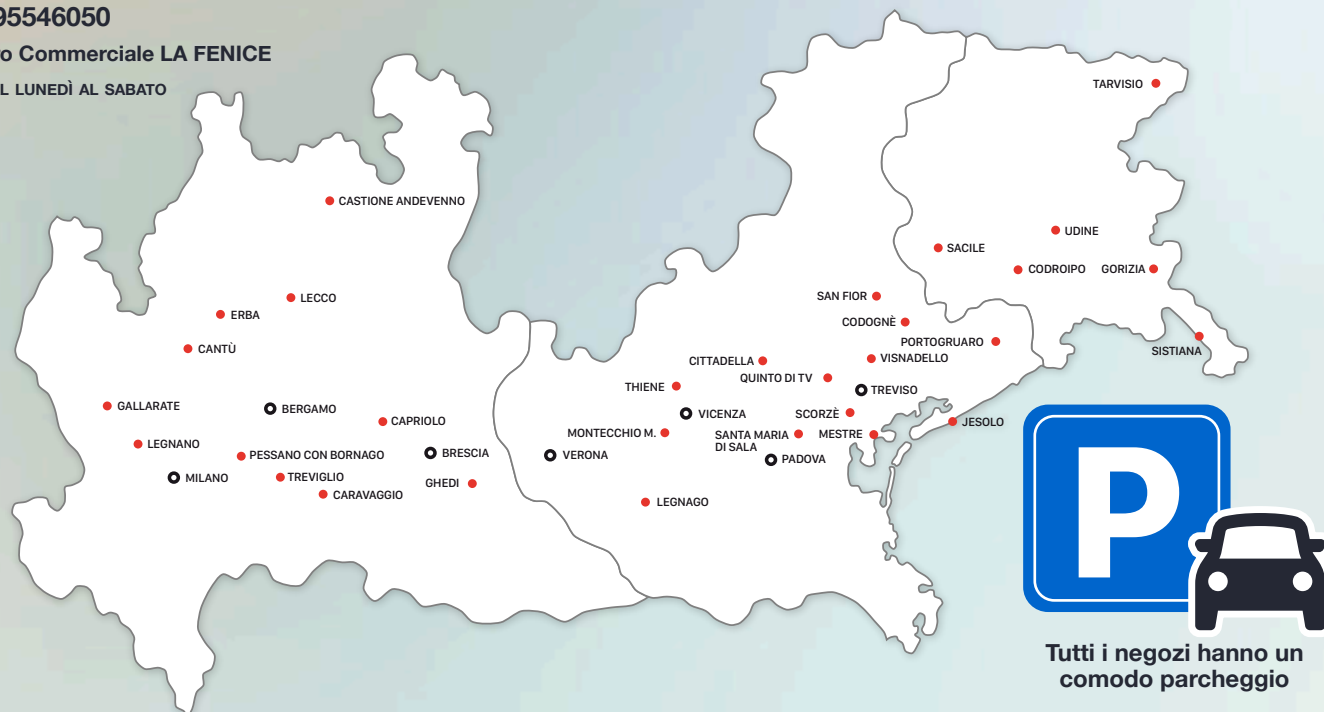 95546050
o Commerciale LA FENICE
L LUNEDÌ AL SABATO
TARVISIO
CASTIONE ANDEVENNO
UDINE
SACILE
CODROIPO
GORIZIA
LECCO
SAN FIOR
ERBA
CODOGNÈ
PORTOGRUARO
CANTÙ
SISTIANA
CITTADELLA
VISNADELLO
QUINTO DI TV
THIENE
TREVISO
GALLARATE
BERGAMO
VICENZA
SCORZÈ
CAPRIOLO
JESOLO
MONTECCHIO M.
SANTA MARIA
DI SALA
MESTRE
LEGNANO
PESSANO CON BORNAGO
BRESCIA
VERONA
PADOVA
MILANO
TREVIGLIO
GHEDI
CARAVAGGIO
LEGNAGO
P
Tutti i negozi hanno un
comodo parcheggio